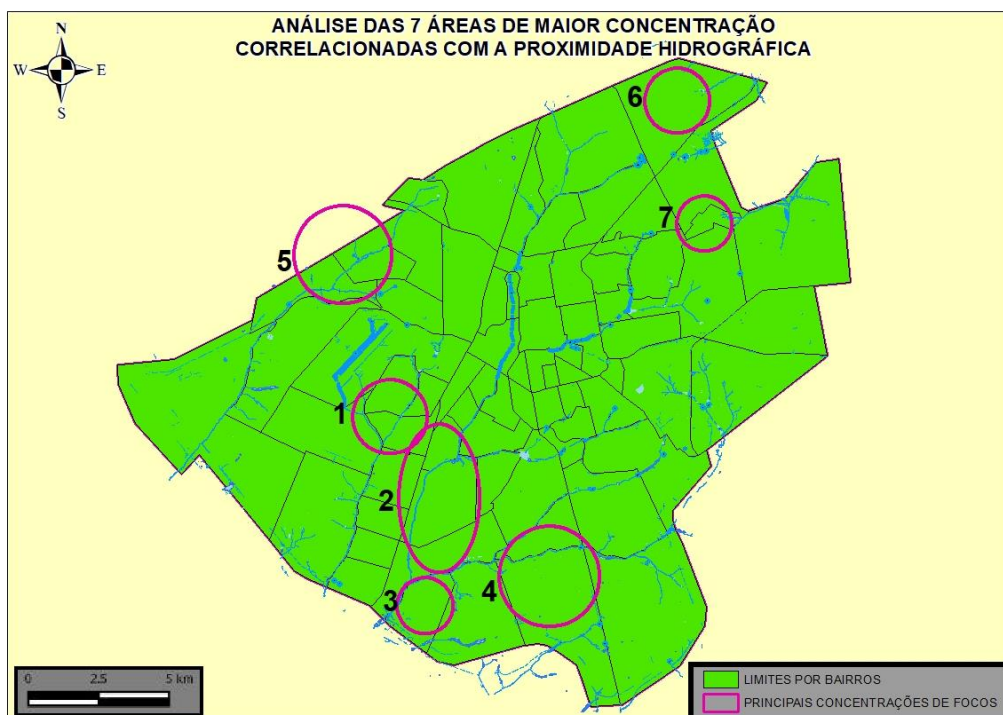 ANÁLISE DAS 7 ÁREAS DE MAIOR CONCENTRAÇÃO
CORRELACIONADAS COM A PROXIMIDADE HIDROGRÁFICA
N
W E
S
6
7
5
1
2
3
4
0 2.5 5 km
LIMITES POR BAIRROS
PRINCIPAIS CONCENTRAÇÕES DE FOCOS